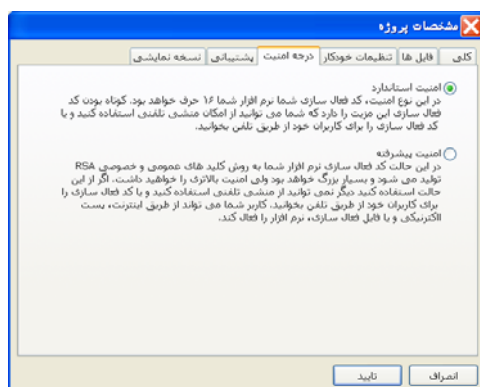 مشخصات پروژه
کلی فایل ها تنظیمات خودکار درجه امنیت پشتیبانی نسخه نمایشی
امنیت استاندارد
در این نوع امنیت، کد فعال سازی شما نرم افزار شما ۱۶ حرف خواهد بود. کوتاه بودن کد
فعال سازی این مزیت را دارد که شما می توانید از امکان منشی تلفنی استفاده کنید و یا
کد فعال سازی را برای کاربران خود از طریق تلفن بخوانید.
امنیت پیشرفته
در این حالت کد فعال سازی نرم افزار شما به روش کلید های عمومی و خصوصی RSA
تولید می شود و بسیار بزرگ خواهد بود ولی امنیت بالاتری را خواهید داشت. اگر از این
حالت استفاده کنید دیگر نمی توانید از منشی تلفنی استفاده کنید و یا کد فعال سازی را
برای کاربران خود از طریق تلفن بخوانید. کاربر شما می تواند از طریق اینترنت، پست
الکترنیکی و یا فایل فعال سازی، نرم افزار را فعال کند.
تایید انصراف